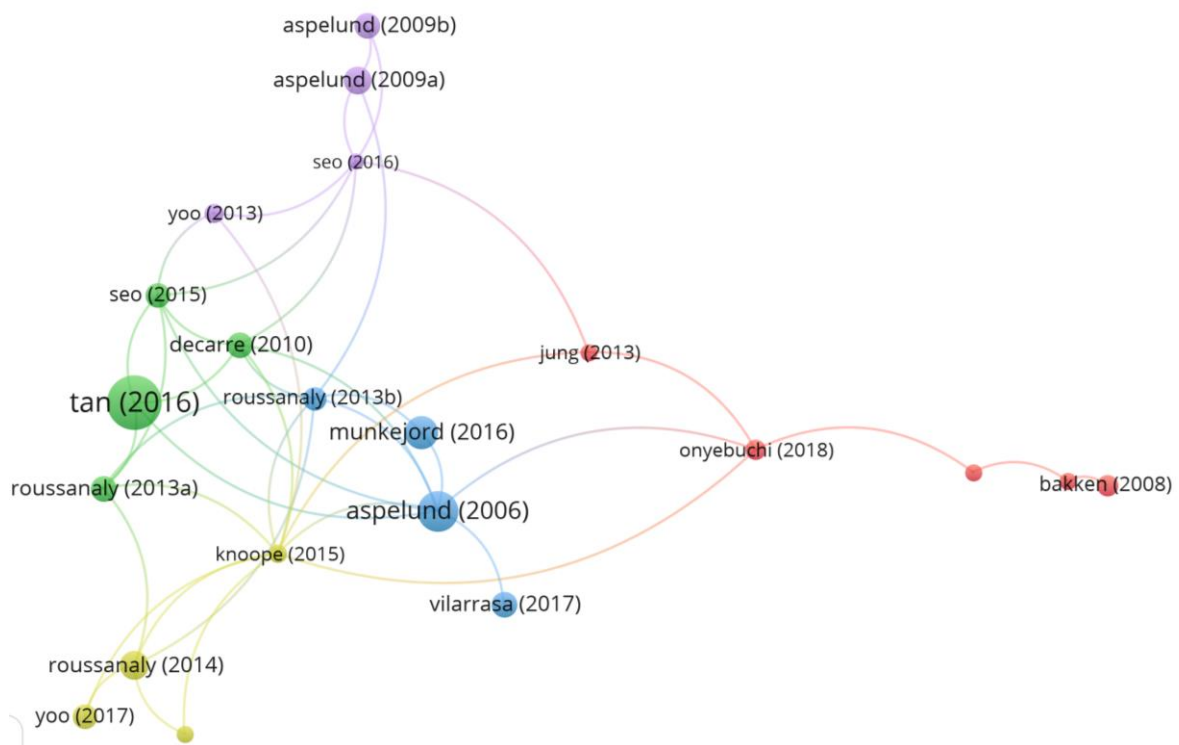 aspelund (2009b)
aspelund (2009a)
seo (2016)
yoo (2013)
seo (2015)
decarre (2010)
jung (2013)
tan (2016)
roussanaly (2013b)
munkejord (2016)
onyebuchi (2018)
bakken (2008)
roussanaly (2013a)
aspelund (2006)
knoope (2015)
vilarrasa (2017)
roussanaly (2014)
yoo (2017)